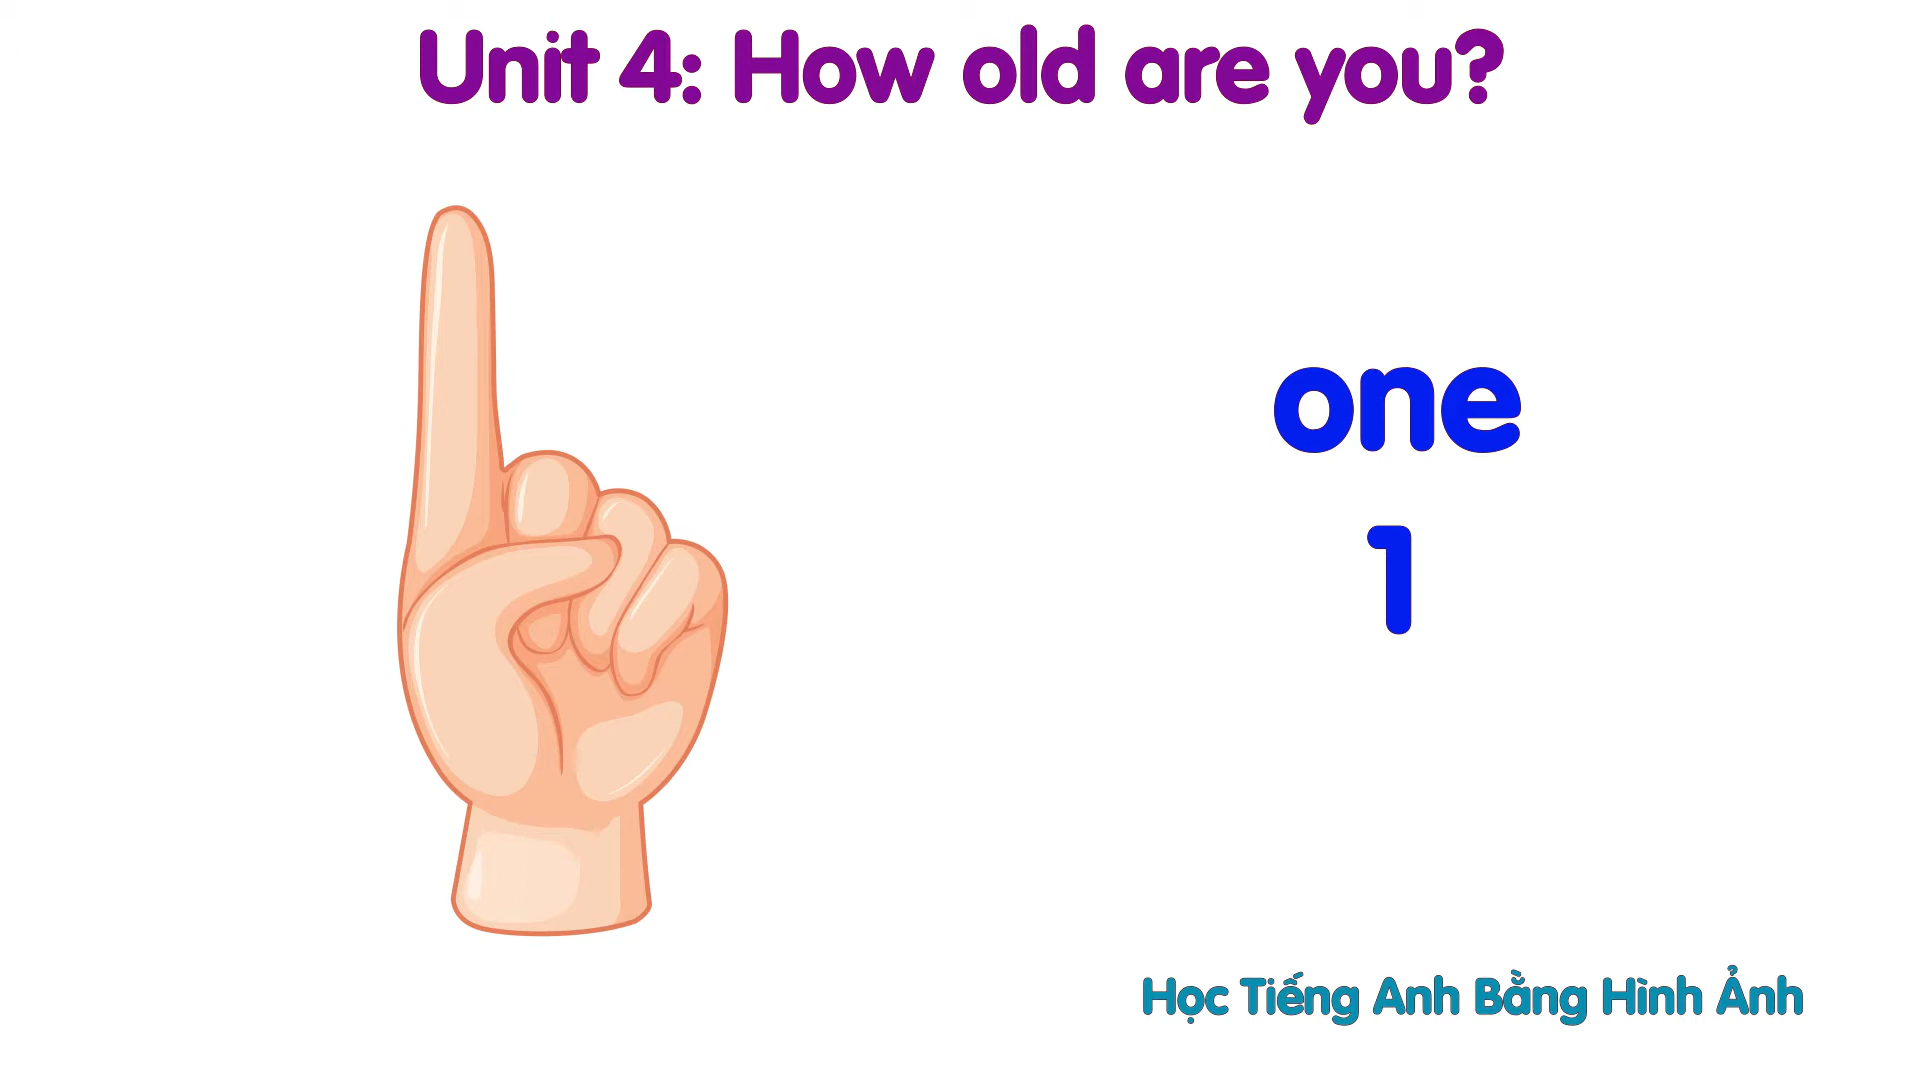 Unit 4: How old are you?
one
1
Học Tiếng Anh Bằng Hình Ảnh